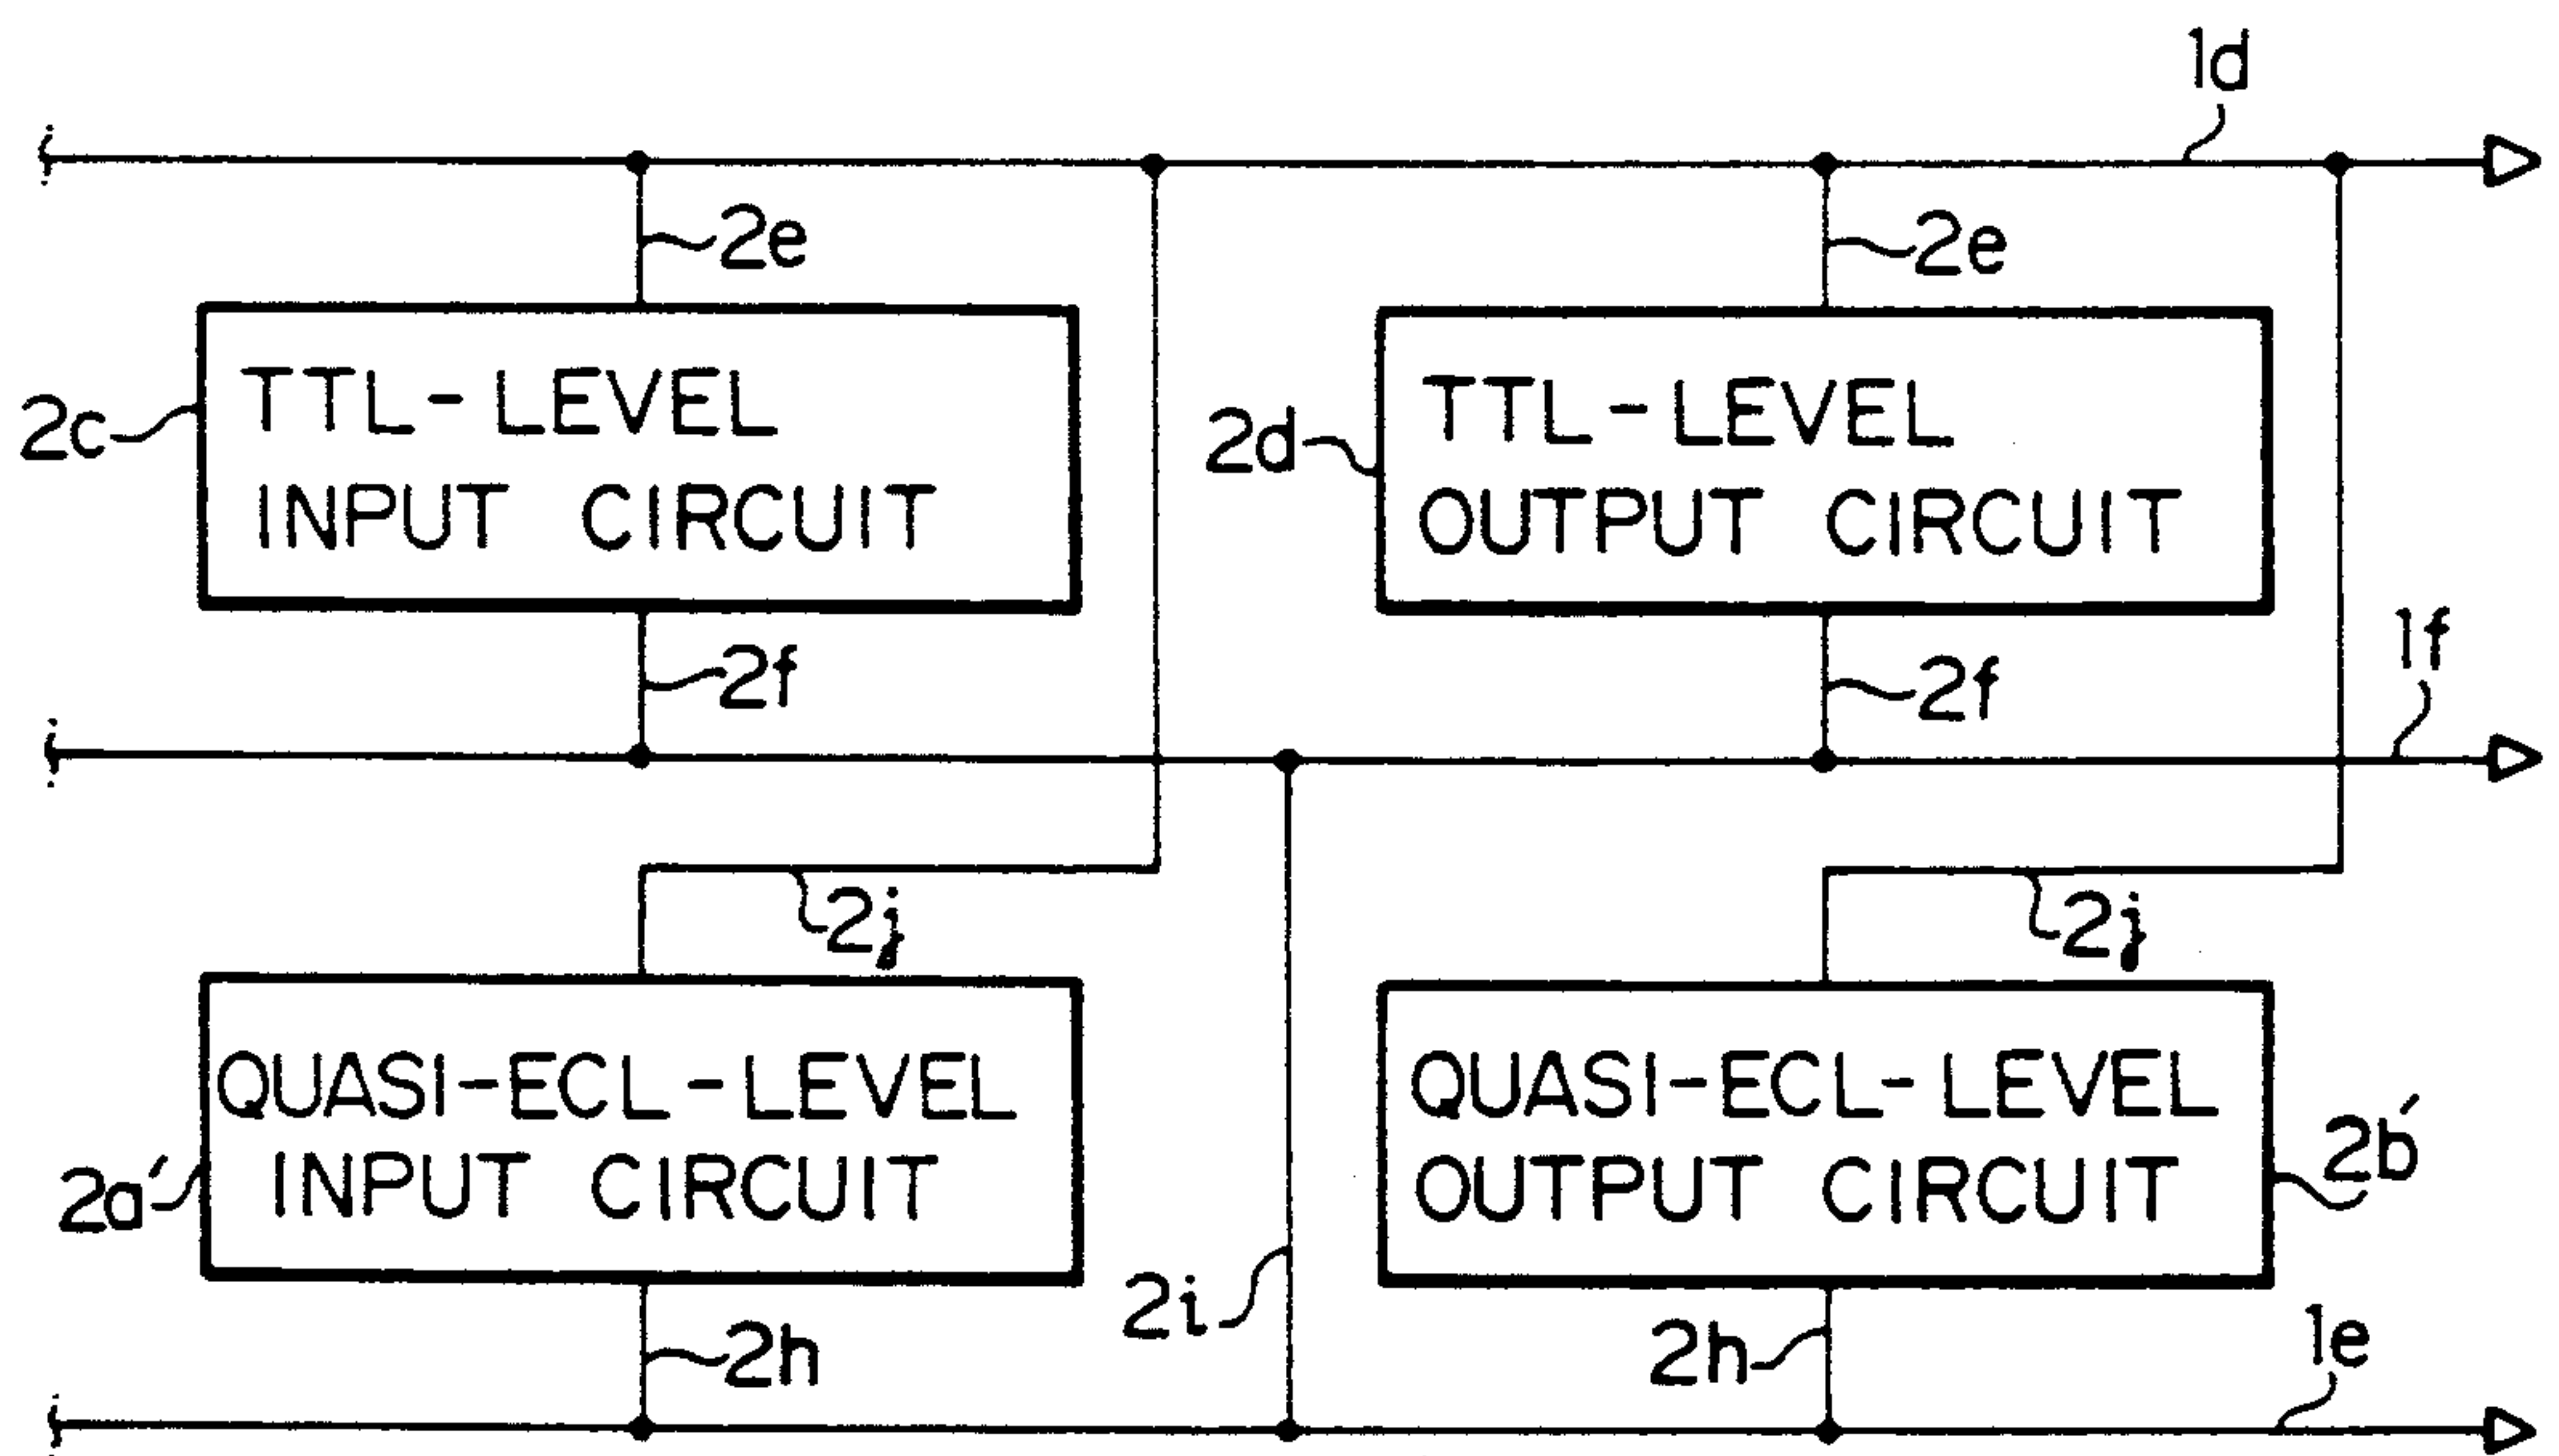 1d
2e
2e
2c
TTL-LEVEL
INPUT CIRCUIT
2d
TTL-LEVEL
OUTPUT CIRCUIT
2f
2f
1f
2j
2j
QUASI-ECL-LEVEL
INPUT CIRCUIT
2a'
QUASI-ECL-LEVEL
OUTPUT CIRCUIT
2b'
2i
2h
2h
1e